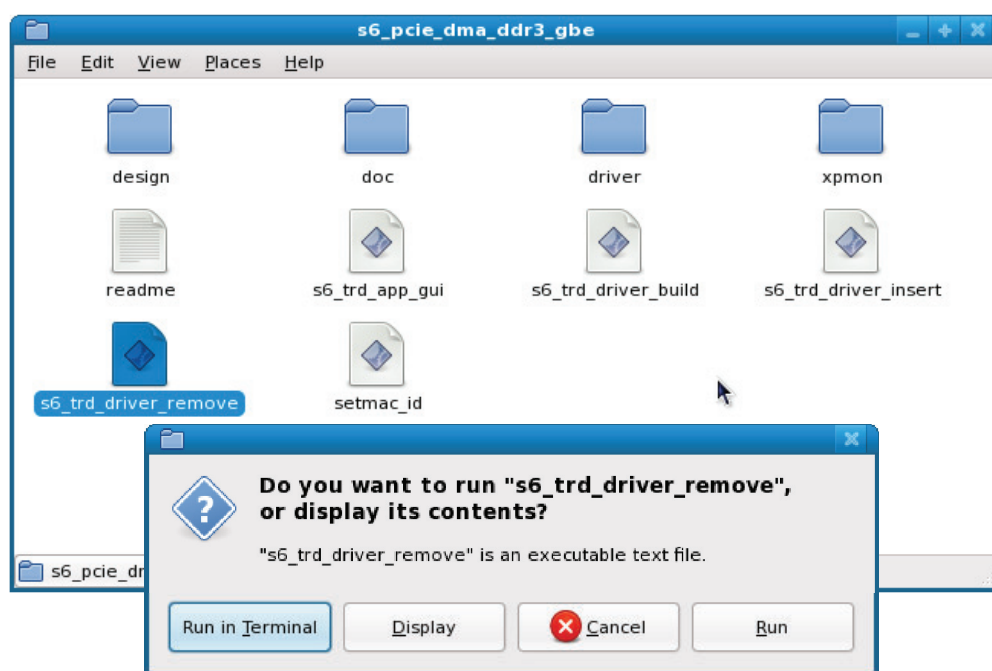 s6_pcie_dma_ddr3_gbe
File Edit View Places Help
design doc driver xpmon
readme s6_trd_app_gui s6_trd_driver_build s6_trd_driver_insert
s6_trd_driver_remove setmac_id
Do you want to run "s6_trd_driver_remove",
or display its contents?
"s6_trd_driver_remove" is an executable text file.
s6_pcie_dr
Run in Terminal Display Cancel Run